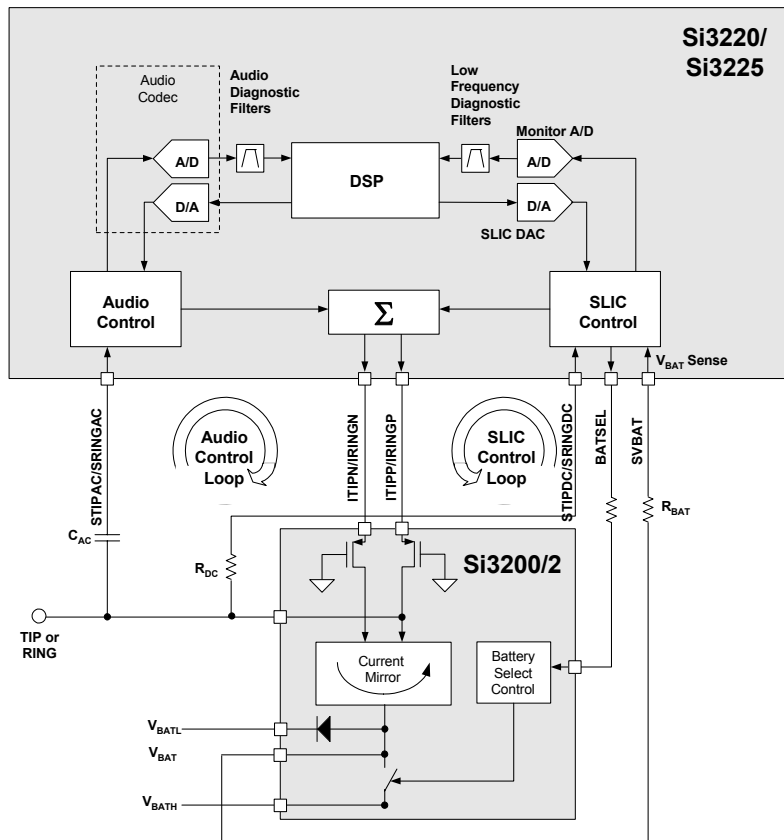 Si3220/
Si3225
Audio
Codec
Audio
Diagnostic
Filters
Low
Frequency
Diagnostic
Filters
Monitor A/D
A/D
DSP
A/D
D/A
D/A
SLIC DAC
Audio
Control
Σ
SLIC
Control
VBAT Sense
STIPAC/SRINGAC
Audio
Control
Loop
ITIPN/IRINGN
ITIPP/IRINGP
SLIC
Control
Loop
STIPDC/SRINGDC
BATSEL
SVBAT
CAC
RDC
RBAT
Si3200/2
TIP or
RING
Current
Mirror
Battery
Select
Control
VBATL
VBAT
VBATH